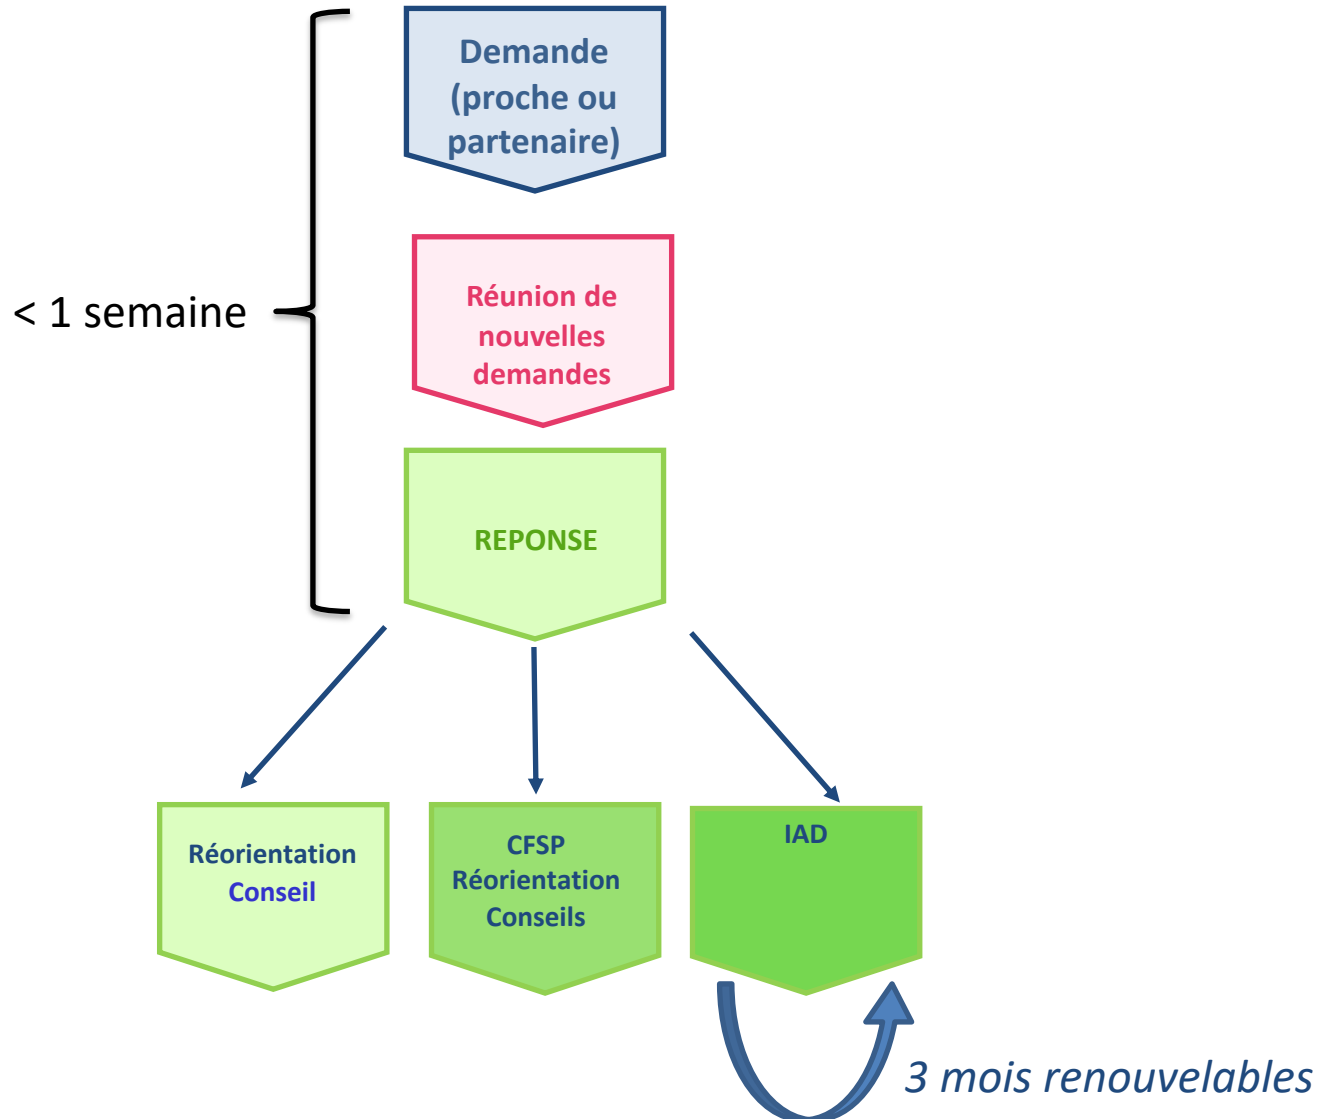 Demande
(proche ou
partenaire)
< 1 semaine
Réunion de
nouvelles
demandes
REPONSE
Réorientation
Conseil
CFSP
Réorientation
Conseils
IAD
3 mois renouvelables